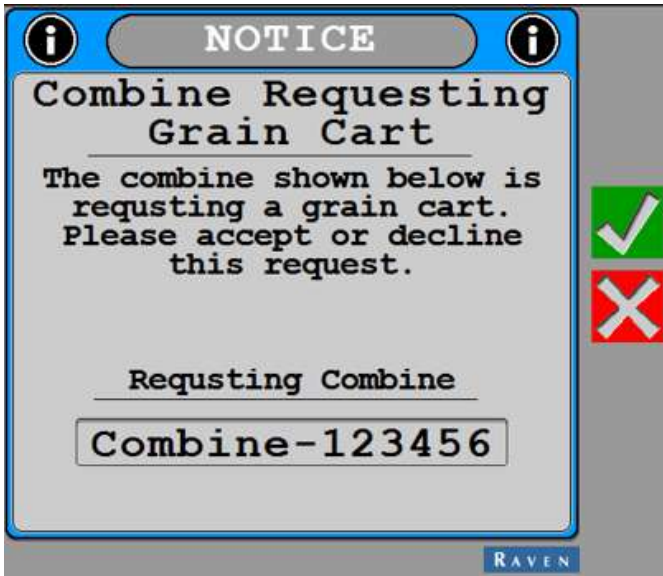 NOTICE
Combine Requesting
Grain Cart
The combine shown below is
requsting a grain cart.
Please accept or decline
this request.
Requsting Combine
Combine-123456
RAVEN